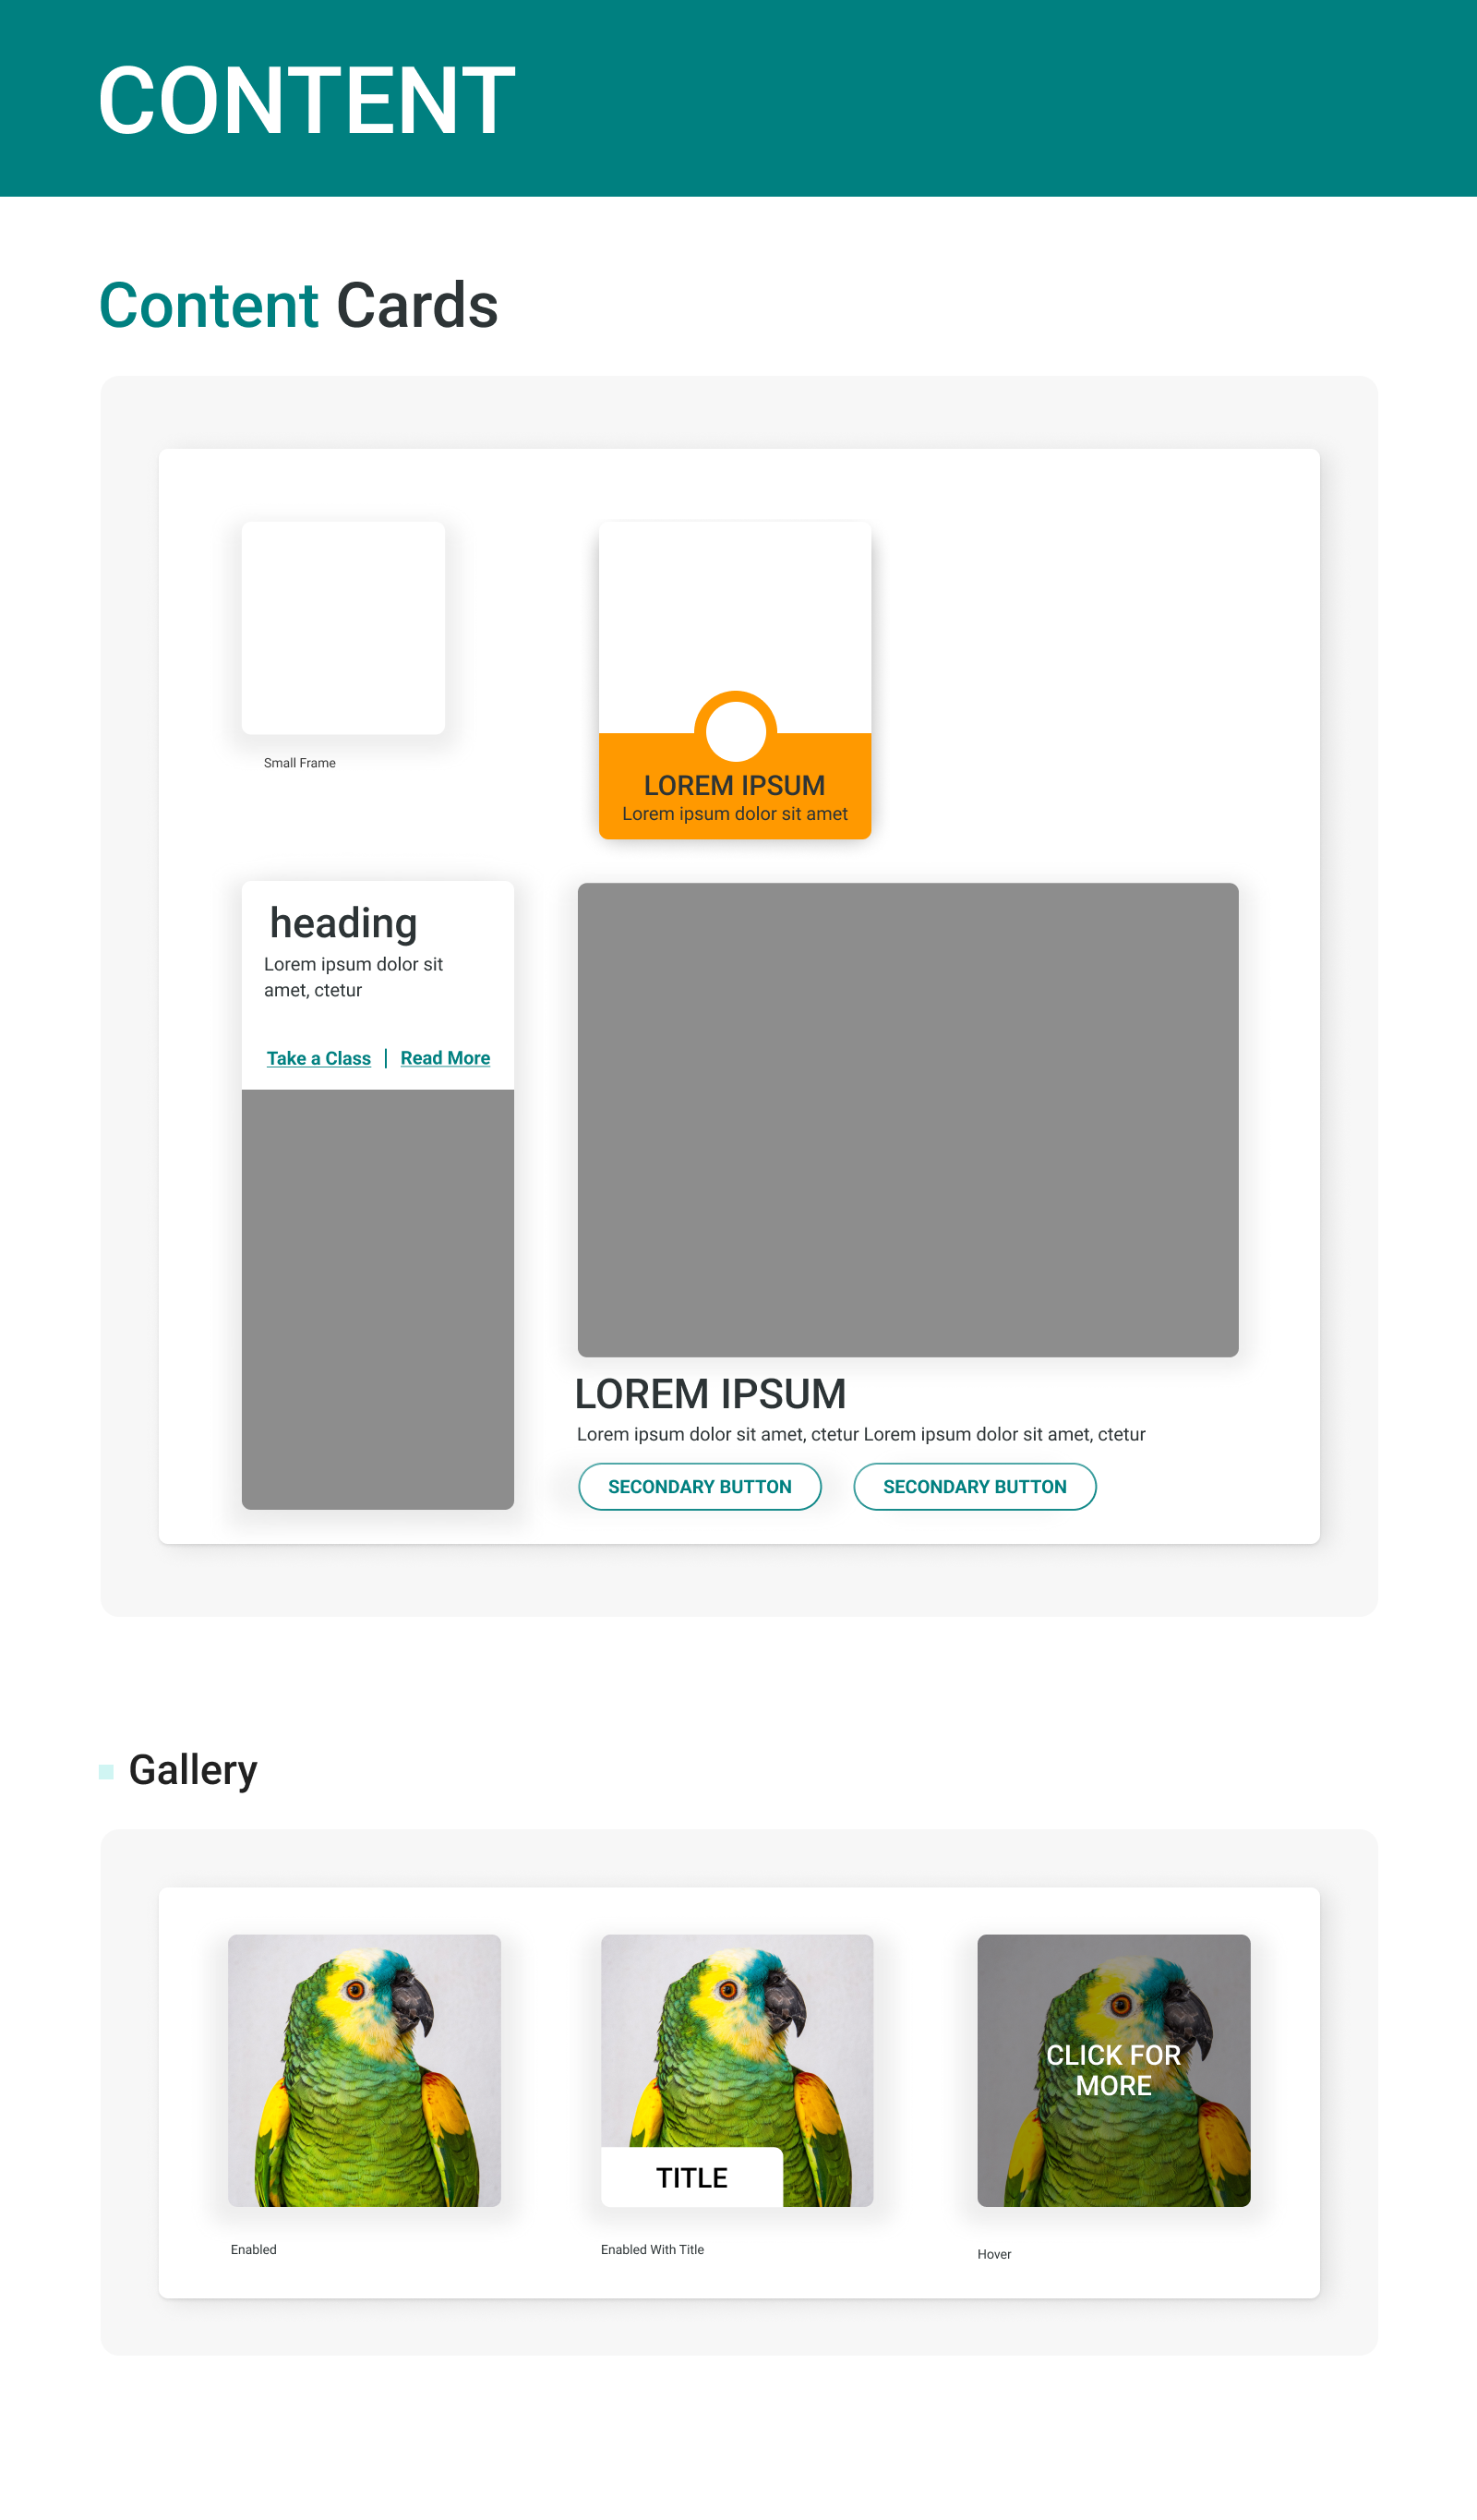 CONTENT
Content Cards
Small Frame
LOREM IPSUM
Lorem ipsum dolor sit amet
heading
Lorem ipsum dolor sit
amet, ctetur
Take a Class | Read More
LOREM IPSUM
Lorem ipsum dolor sit amet, ctetur Lorem ipsum dolor sit amet, ctetur
SECONDARY BUTTON
SECONDARY BUTTON
Gallery
TITLE
CLICK FOR
MORE
Enabled
Enabled With Title
Hover